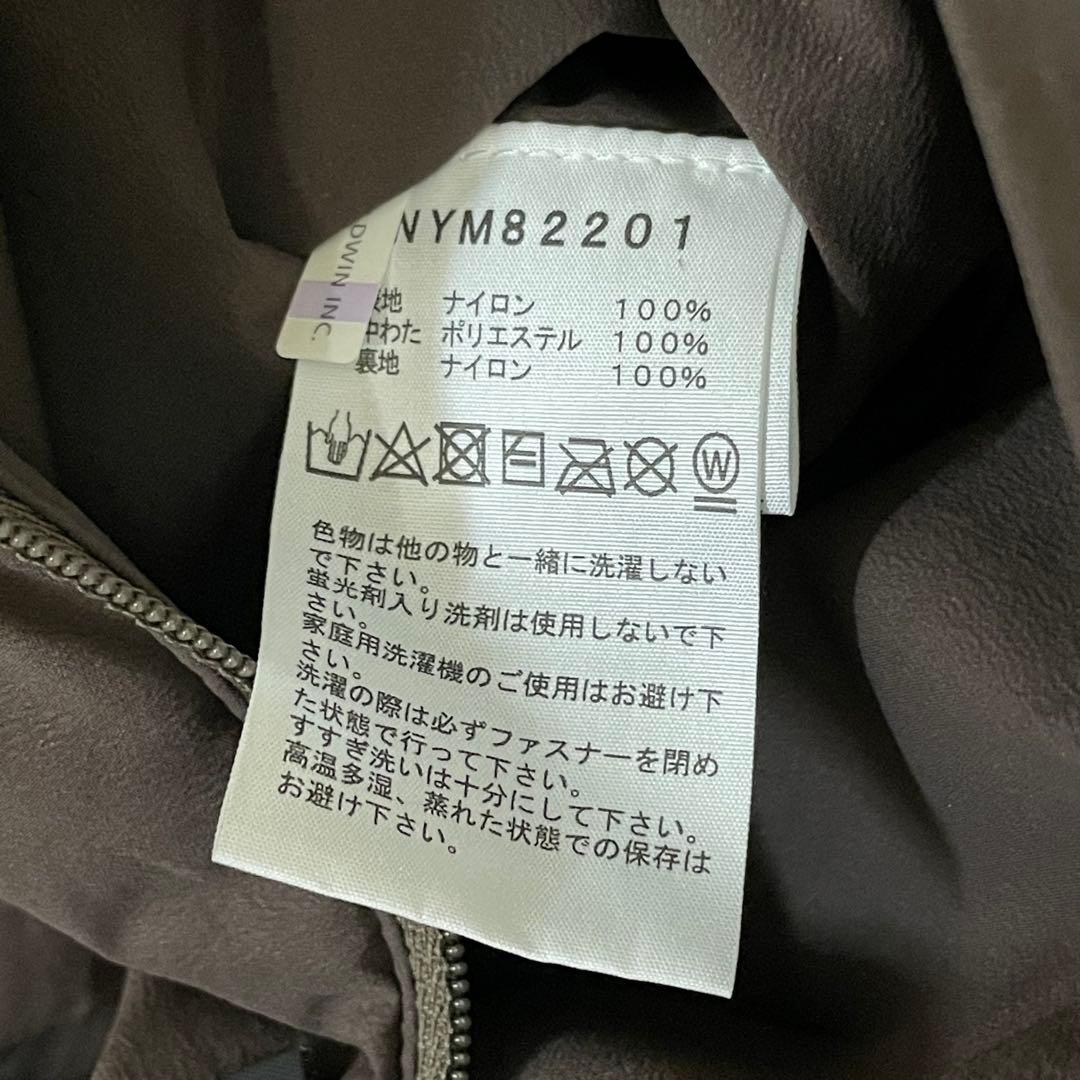 NYM82201
DWIN INC.
表地 ナイロン 100%
中わた ポリエステル 100%
裏地 ナイロン 100%
W
色物は他の物と一緒に洗濯しない
で下さい。
蛍光剤入り洗剤は使用しないで下
さい。
家庭用洗濯機のご使用はお避け下
さい。
洗濯の際は必ずファスナーを閉め
た状態で行って下さい。
すすぎ洗いは十分にして下さい。
高温多湿、蒸れた状態での保存は
お避け下さい。